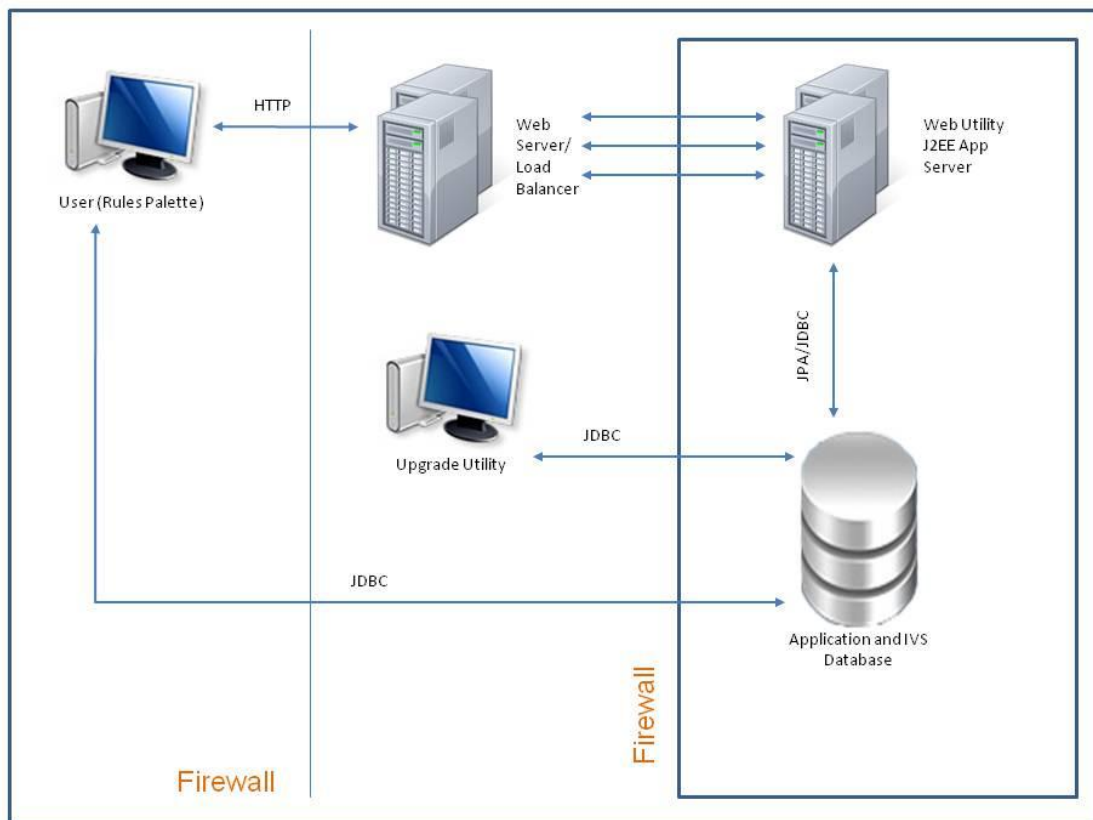 HTTP
Web
Server/
Load
Balancer
Web Utility
J2EE App
Server
User (Rules Palette)
JPA/JDBC
JDBC
Upgrade Utility
JDBC
Application and IVS
Database
Firewall
Firewall